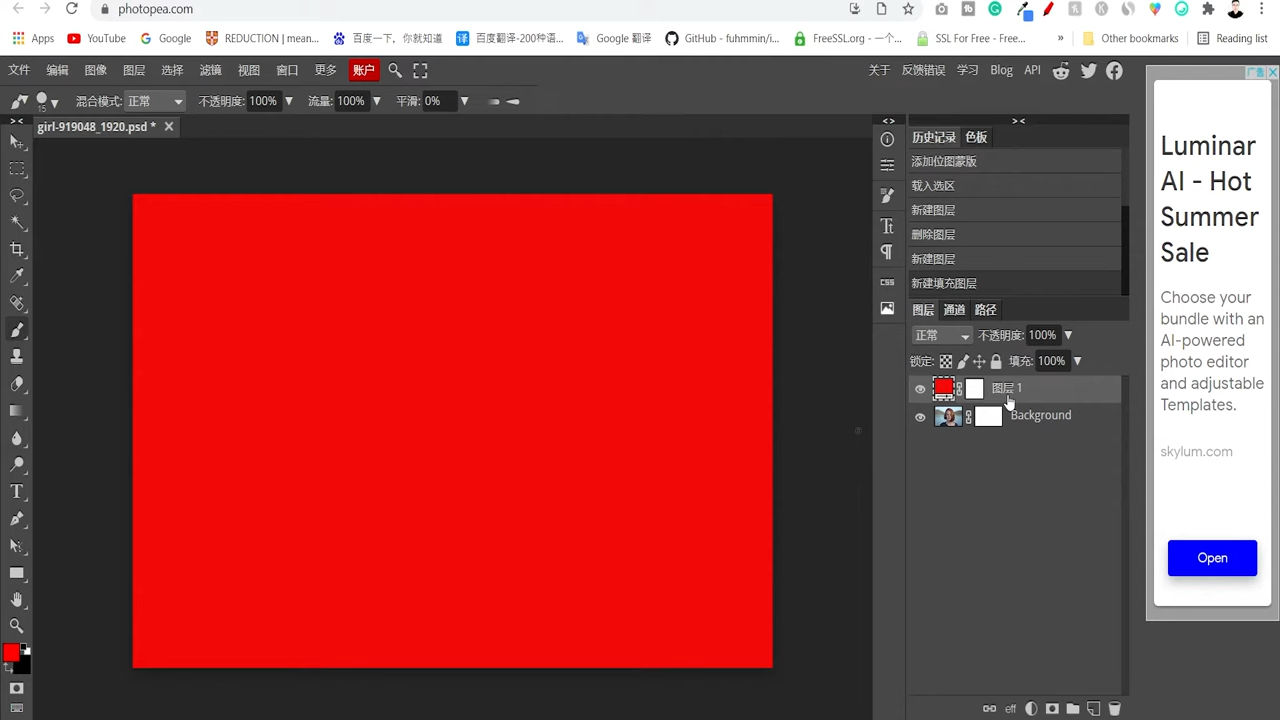 photopea.com
Apps YouTube Google REDUCTION | mean... 百度一下，你就知道 百度翻译-200种语... Google 翻译 GitHub - fuhmmin/i... FreeSSL.org - 一个... SSL For Free - Free... » Other bookmarks Reading list
文件 编辑 图像 图层 选择 滤镜 视图 窗口 更多 账户 关于 反馈错误 学习 Blog API
15 混合模式: 正常 不透明度: 100% 流量: 100% 平滑: 0%
girl-919048_1920.psd *
历史记录 色板
添加位图蒙版
载入选区
新建图层
删除图层
新建图层
新建填充图层
CSS
图层 通道 路径
正常 不透明度: 100%
锁定: 填充: 100%
图层 1
Background
eff
广告
Luminar
AI - Hot
Summer
Sale
Choose your
bundle with an
AI-powered
photo editor
and adjustable
Templates.
skylum.com
Open